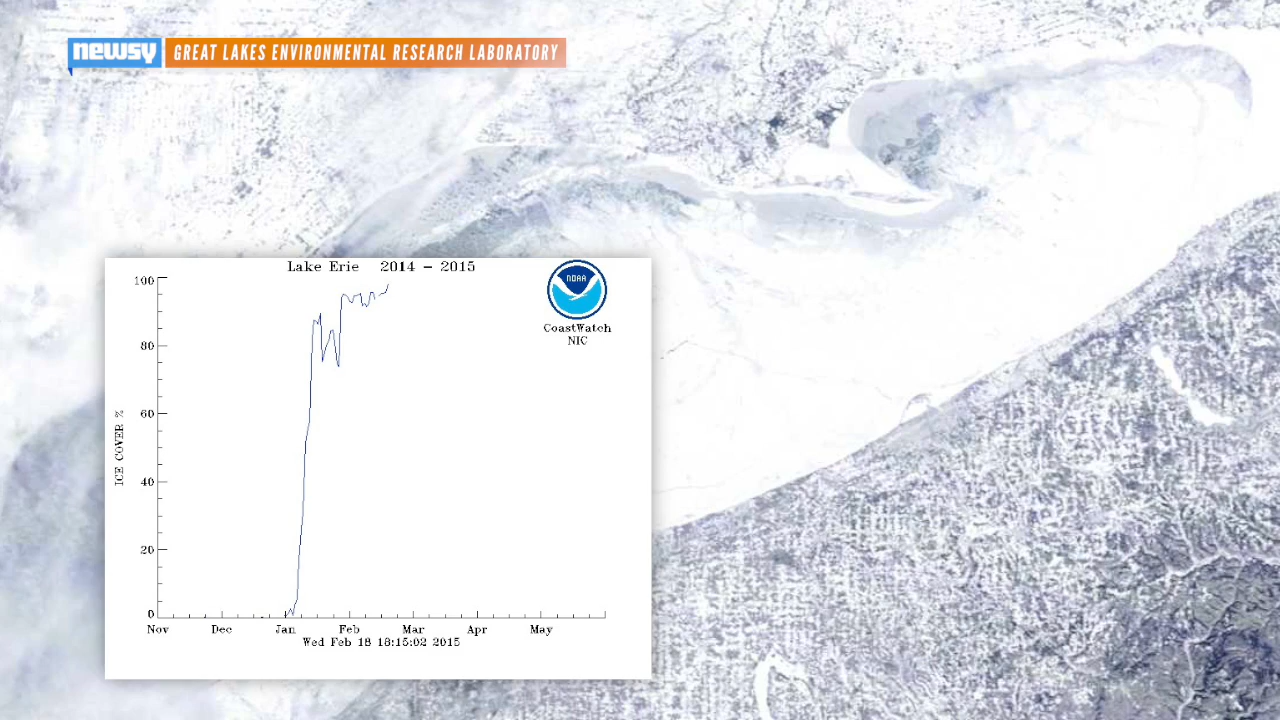 newsy GREAT LAKES ENVIRONMENTAL RESEARCH LABORATORY
Lake Erie 2014 - 2015
NOAA
CoastWatch
NIC
ICE COVER %
100
80
60
40
20
0
Nov Dec Jan Feb Mar Apr May
Wed Feb 18 18:15:02 2015